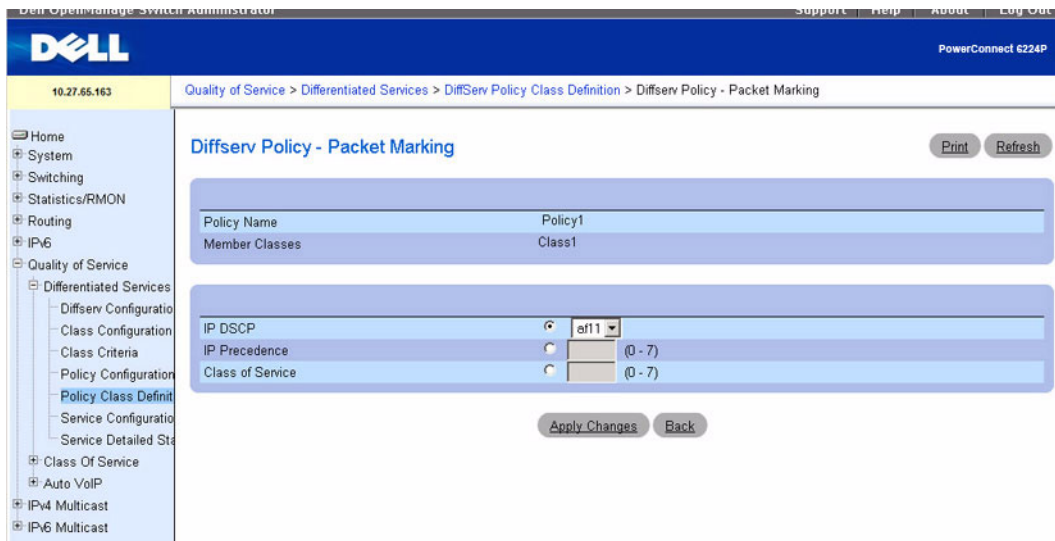 Dell OpenManage Switch Administrator Support Help About Log Out
DELL
PowerConnect 6224P
10.27.65.163
Quality of Service > Differentiated Services > DiffServ Policy Class Definition > Diffserv Policy - Packet Marking
Home
System
Switching
Statistics/RMON
Routing
IPv6
Quality of Service
Differentiated Services
Diffserv Configuratio
Class Configuration
Class Criteria
Policy Configuration
Policy Class Definit
Service Configuratio
Service Detailed Sta
Class Of Service
Auto VoIP
IPv4 Multicast
IPv6 Multicast
Diffserv Policy - Packet Marking
Print Refresh
Policy Name Policy1
Member Classes Class1
IP DSCP af11
IP Precedence (0 - 7)
Class of Service (0 - 7)
Apply Changes Back